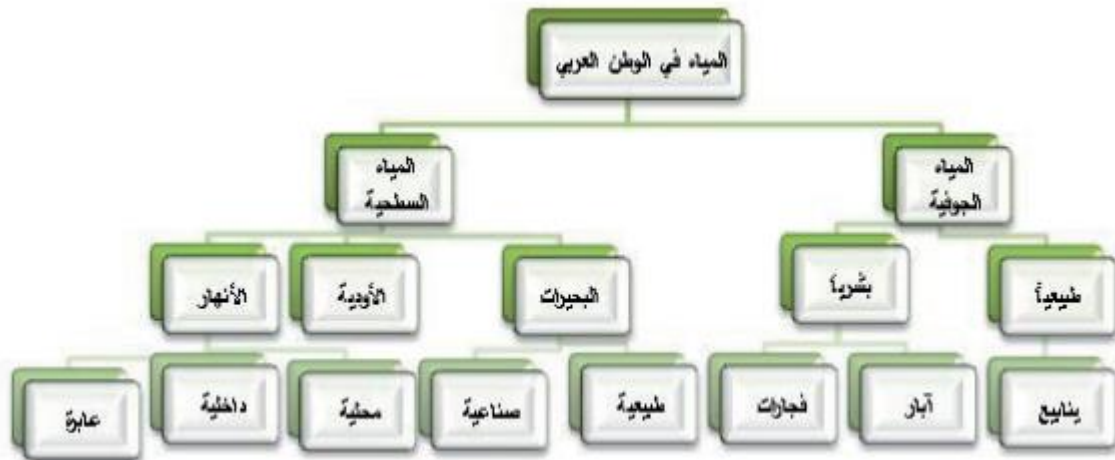 المياه في الوطن العربي
المياه
الجوفية
المياه
السطحية
طبيعياً
بشرياً
البحيرات
الأودية
الأنهار
ينابيع
آبار
فجارات
طبيعية
صناعية
محلية
داخلية
عابرة